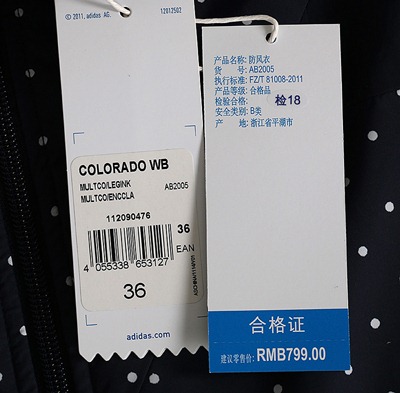 © 2011, adidas AG.
12012S02
COLORADO WB
MULTCO/LEGINK
AB2005
MULTCO/ENCCLA
112090476
36
EAN
4 055338 653127
36
adidas.com
产品名称: 防风衣
货 号: AB2005
执行标准: FZ/T 81008-2011
产品等级: 合格品
检验合格: 检18
安全类别: B类
产 地: 浙江省平湖市
合格证
建议零售价: RMB799.00